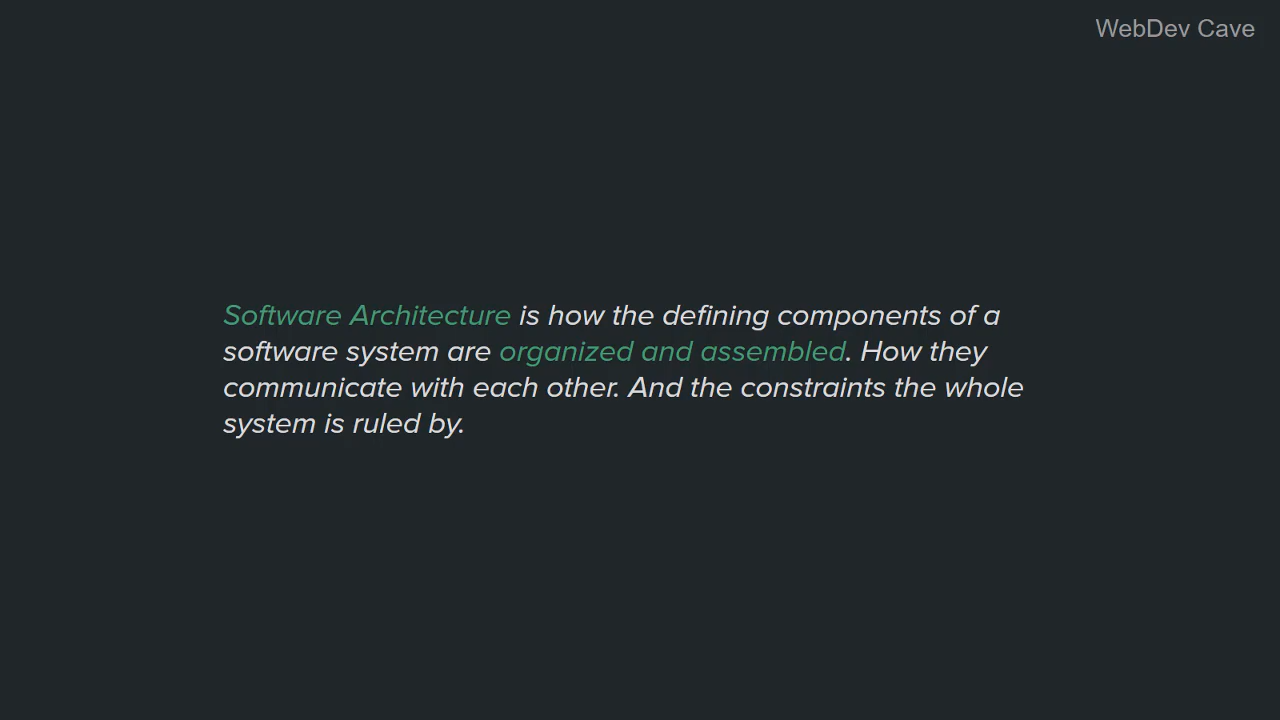 WebDev Cave
Software Architecture is how the defining components of a
software system are organized and assembled. How they
communicate with each other. And the constraints the whole
system is ruled by.